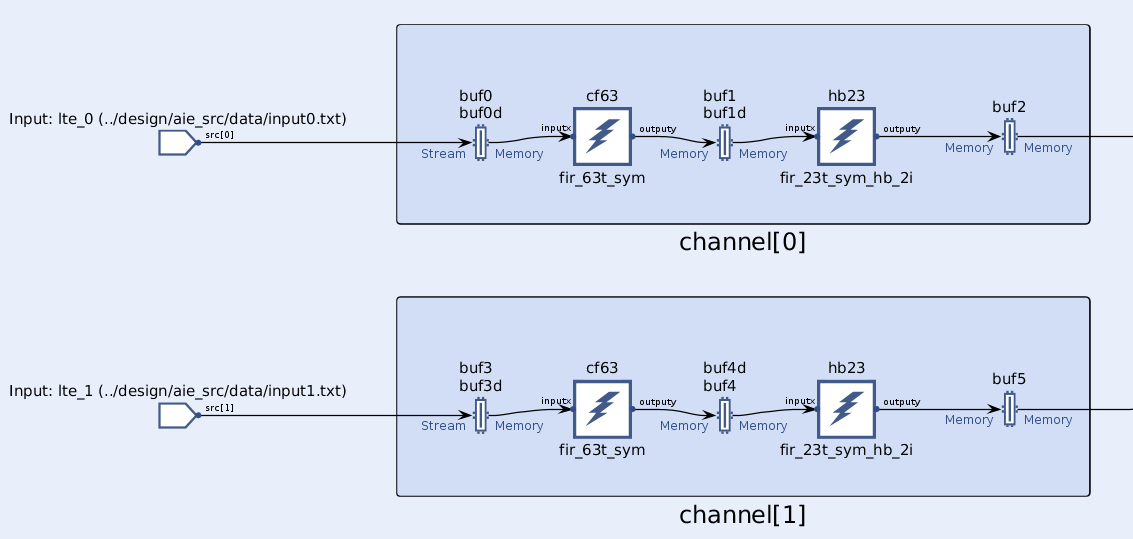 Input: lte_0 (../design/aie_src/data/input0.txt)
src[0]
buf0
buf0d
Stream
Memory
cf63
inputx
outputy
fir_63t_sym
buf1
buf1d
Memory
Memory
hb23
inputx
outputy
fir_23t_sym_hb_2i
buf2
Memory
Memory
channel[0]
Input: lte_1 (../design/aie_src/data/input1.txt)
src[1]
buf3
buf3d
Stream
Memory
cf63
inputx
outputy
fir_63t_sym
buf4d
buf4
Memory
Memory
hb23
inputx
outputy
fir_23t_sym_hb_2i
buf5
Memory
Memory
channel[1]